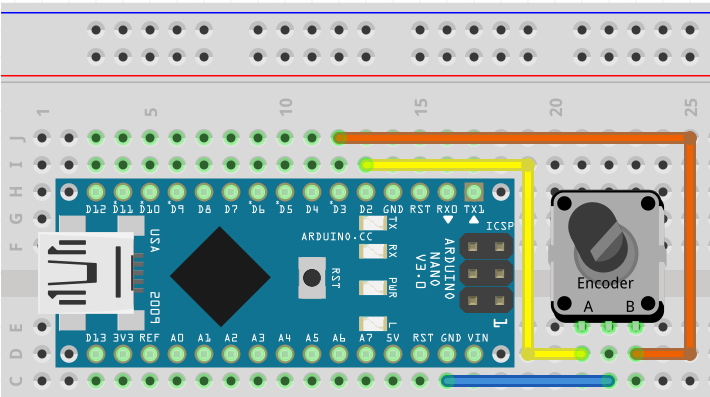 1 5 10 15 20 25
J
I
H
G
F
E
D
C
D12 D11 D10 D9 D8 D7 D6 D5 D4 D3 D2 GND RST RX0 TX1
TX
RX
PWR
L
USA
2005
ARDUINO.CC
RST
ARDUINO
NANO
V3.0
ICSP
1
D13 3V3 REF A0 A1 A2 A3 A4 A5 A6 A7 5V RST GND VIN
Encoder
A B